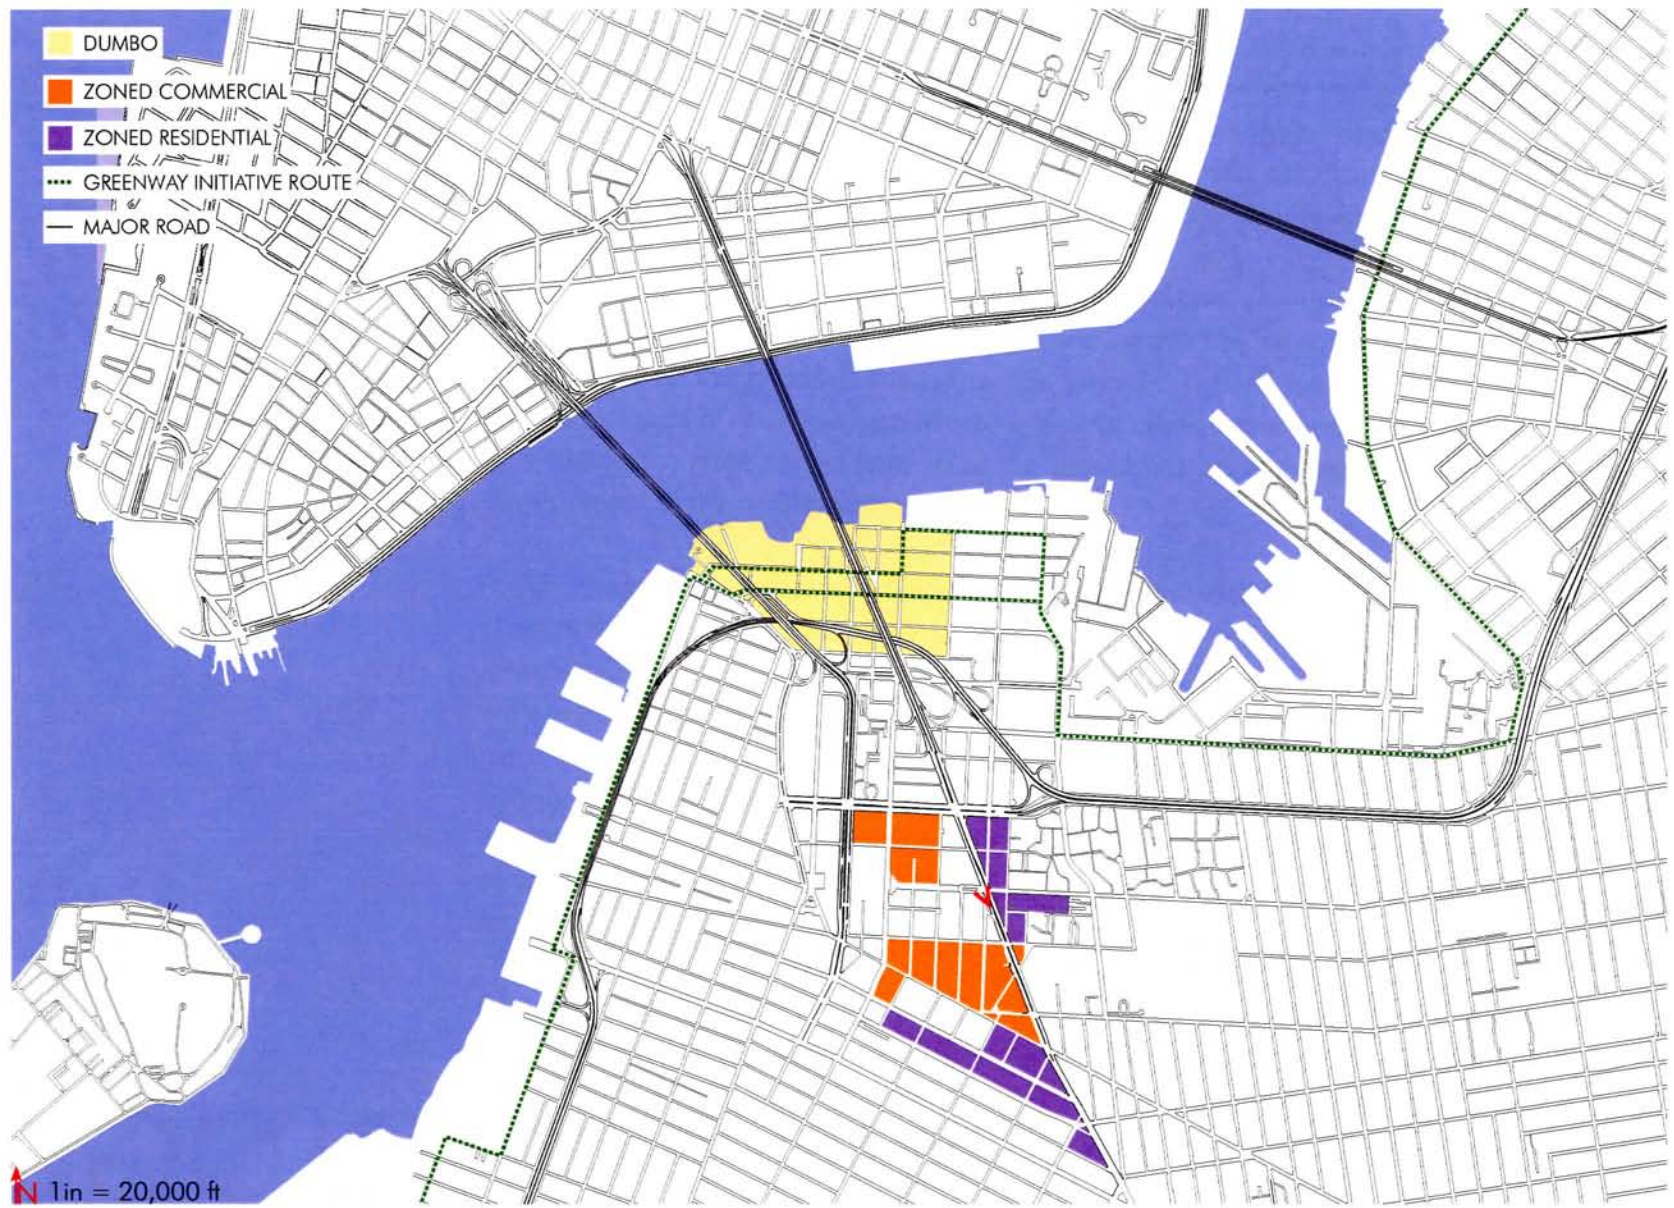 DUMBO
ZONED COMMERCIAL
ZONED RESIDENTIAL
GREENWAY INITIATIVE ROUTE
MAJOR ROAD
N 1in = 20,000 ft